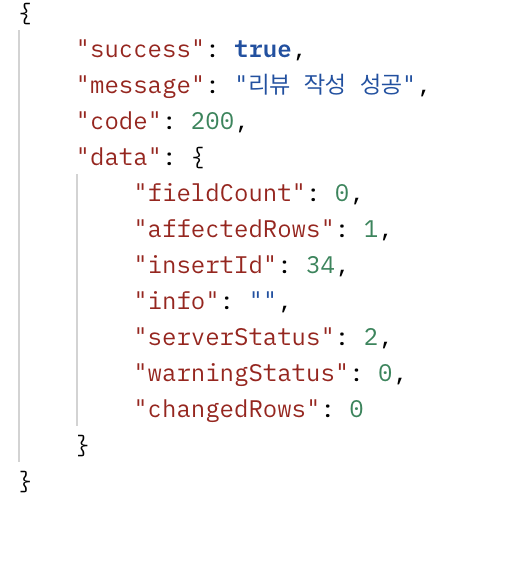 {
    "success": true,
    "message": "리뷰 작성 성공",
    "code": 200,
    "data": {
        "fieldCount": 0,
        "affectedRows": 1,
        "insertId": 34,
        "info": "",
        "serverStatus": 2,
        "warningStatus": 0,
        "changedRows": 0
    }
}